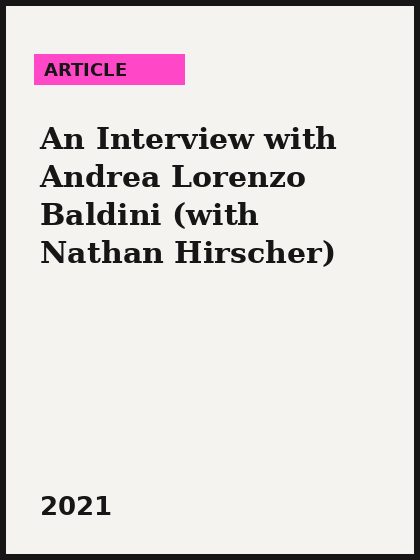 ARTICLE
An Interview with
Andrea Lorenzo
Baldini (with
Nathan Hirscher)
2021